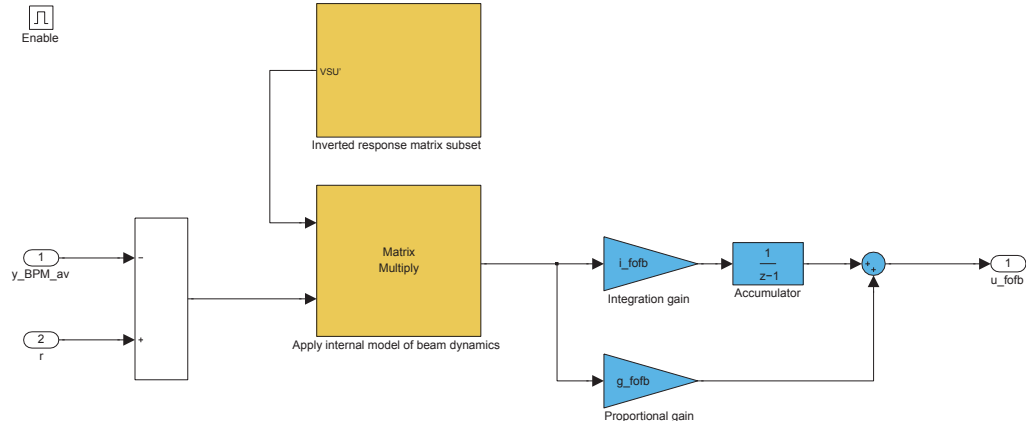 Enable
VSU'
Inverted response matrix subset
Matrix
Multiply
Apply internal model of beam dynamics
1
y_BPM_av
2
r
−
+
i_fofb
Integration gain
1
z−1
Accumulator
+
+
1
u_fofb
g_fofb
Proportional gain